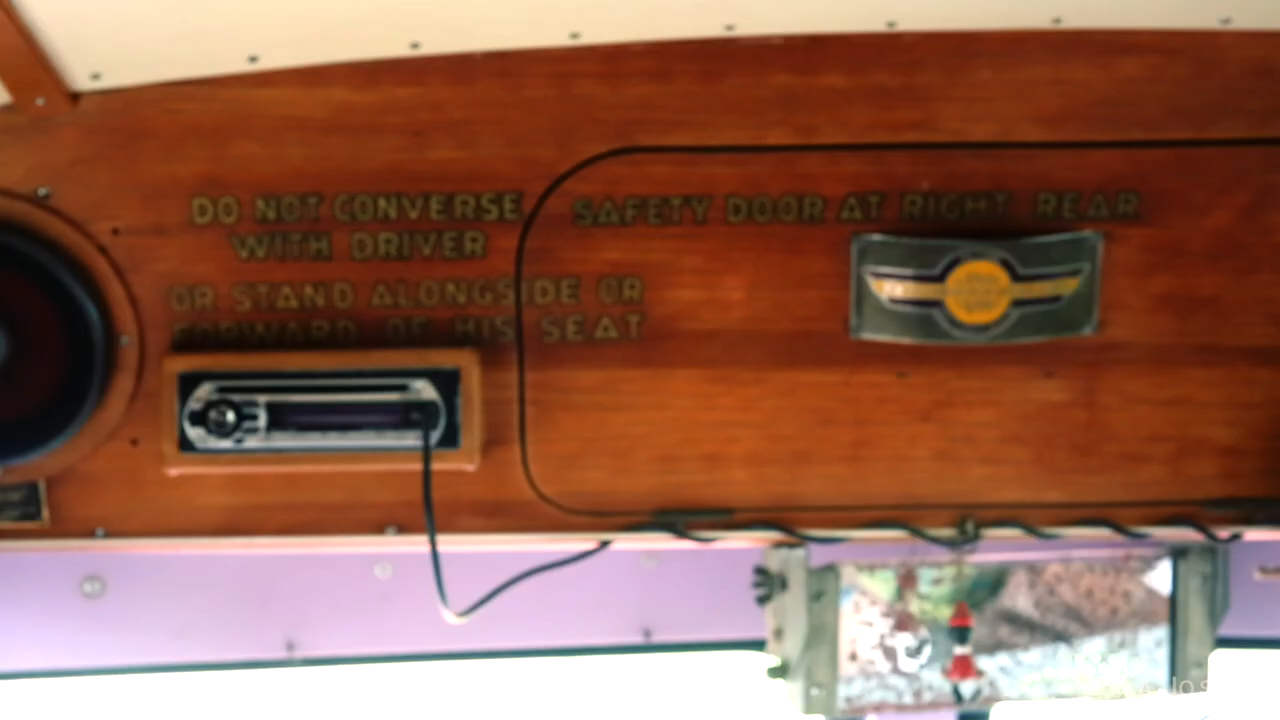 DO NOT CONVERSE
WITH DRIVER
OR STAND ALONGSIDE OR
FORWARD OF HIS SEAT
SAFETY DOOR AT RIGHT REAR